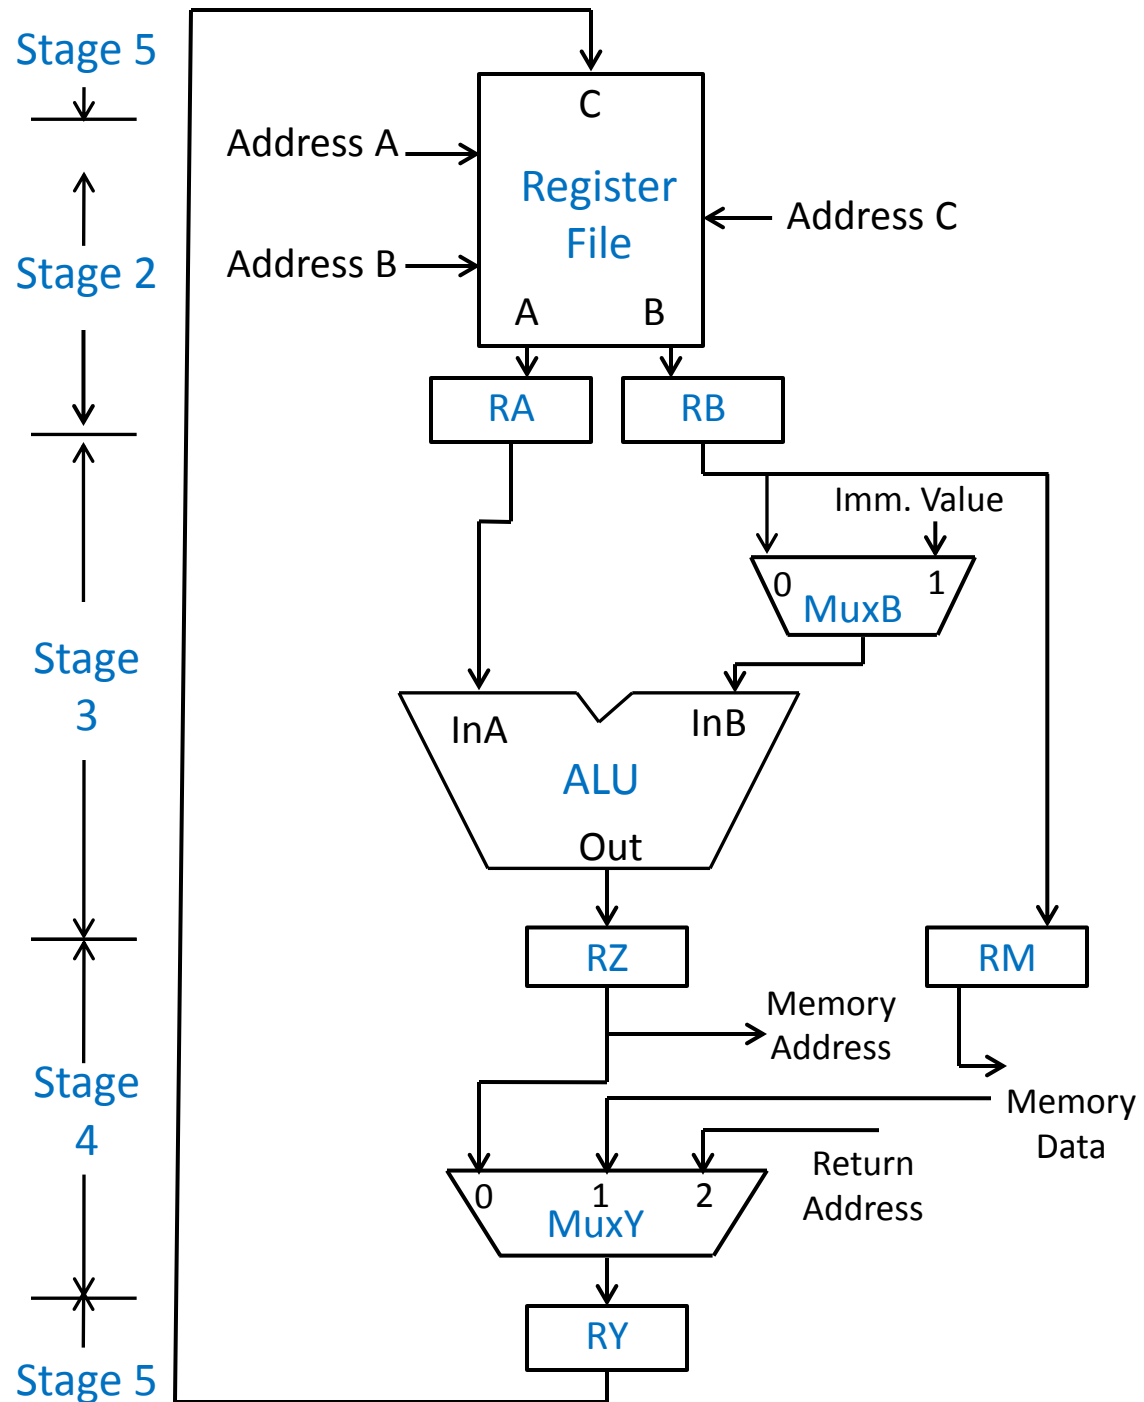 Stage 5
C
Address A
Register
File
Address C
Address B
Stage 2
A
B
RA
RB
Imm. Value
0
1
MuxB
Stage
3
InA
InB
ALU
Out
RZ
RM
Memory
Address
Stage
4
Memory
Data
Return
Address
0
1
2
MuxY
RY
Stage 5